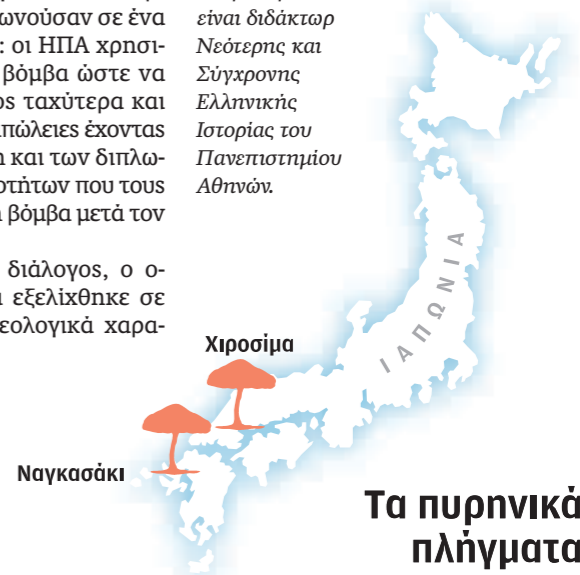 ωνούσαν σε ένα
: οι ΗΠΑ χρησι-
βόμβα ώστε να
ος ταχύτερα και
πώλειες έχοντας
η και των διπλω-
οτήτων που τους
η βόμβα μετά τον
διάλογος, ο ο-
ι εξελίχθηκε σε
εολογικά χαρα-
είναι διδάκτωρ
Νεότερης και
Σύγχρονης
Ελληνικής
Ιστορίας του
Πανεπιστημίου
Αθηνών.
ΙΑΠΩΝΙΑ
Χιροσίμα
Ναγκασάκι
Τα πυρηνικά
πλήγματα